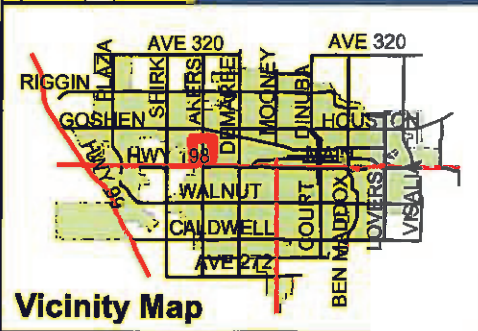 AVE 320
AVE 320
PLAZA
SHIRK
AKERS
DEMAREE
MOONEY
DINUBA
RIGGIN
GOSHEN
HOUSTON
HWY 198
HWY 99
WALNUT
CALDWELL
AVE 272
COURT
BEN MADDOX
LOVERS
VISALIA
Vicinity Map